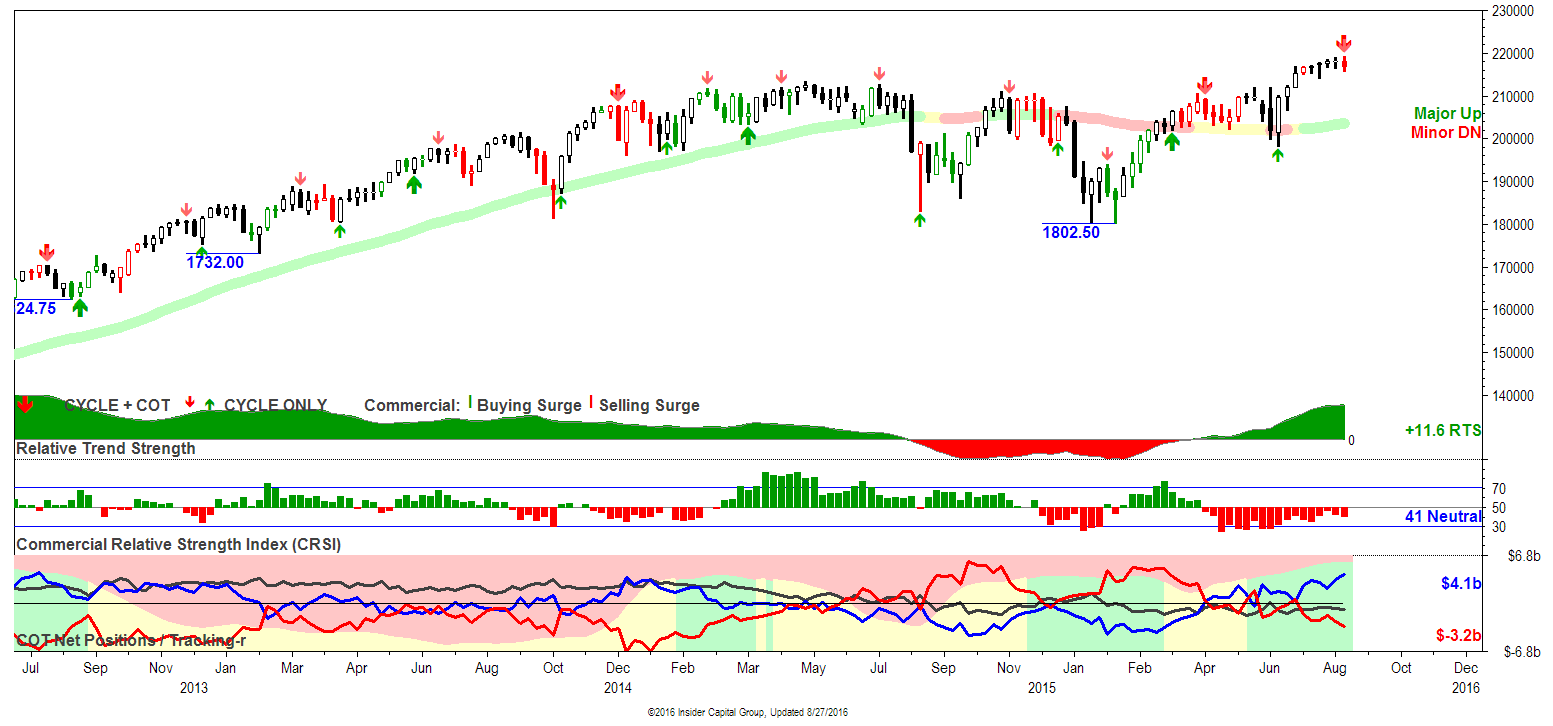 230000
220000
210000
200000
190000
180000
170000
160000
150000
140000
Major Up
Minor DN
1802.50
1732.00
24.75
CYCLE + COT CYCLE ONLY Commercial: Buying Surge Selling Surge
0
+11.6 RTS
Relative Trend Strength
70
50
30
41 Neutral
Commercial Relative Strength Index (CRSI)
$6.8b
$4.1b
$-3.2b
$-6.8b
COT Net Positions / Tracking-r
Jul Sep Nov Jan Mar Apr Jun Aug Oct Dec Feb Mar May Jul Sep Nov Jan Feb Apr Jun Aug Oct Dec
2013 2014 2015 2016
©2016 Insider Capital Group, Updated 8/27/2016